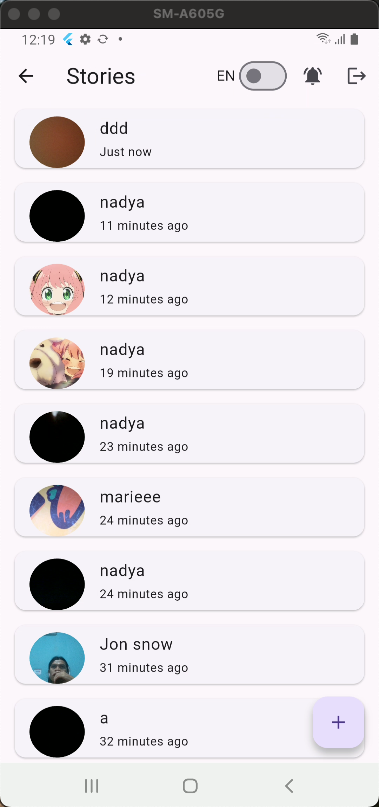 SM-A605G
12:19
Stories
EN
ddd
Just now
nadya
11 minutes ago
nadya
12 minutes ago
nadya
19 minutes ago
nadya
23 minutes ago
marieee
24 minutes ago
nadya
24 minutes ago
Jon snow
31 minutes ago
a
32 minutes ago
+